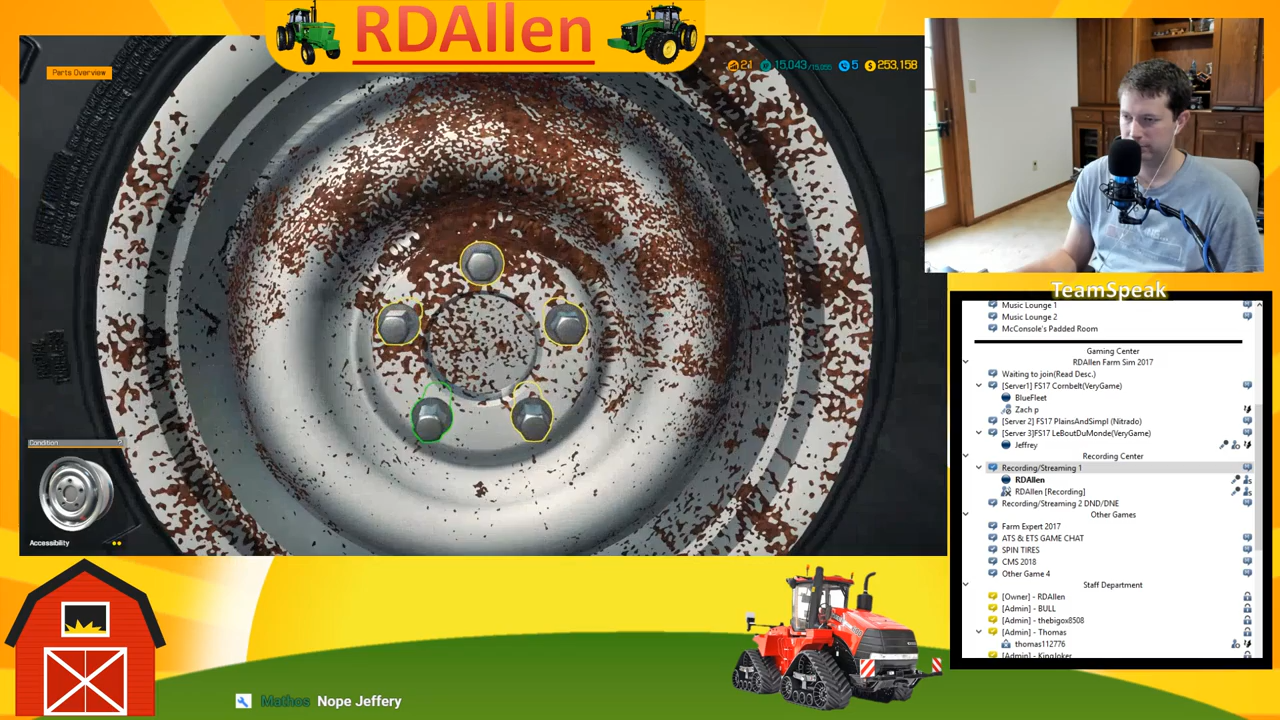 RDAllen
Parts Overview
21
15,043/15,055
5
253,158
Condition
?
Accessibility
TeamSpeak
Music Lounge 1
Music Lounge 2
McConsole's Padded Room
Gaming Center
RDAllen Farm Sim 2017
Waiting to join(Read Desc.)
[Server1] FS17 Cornbelt(VeryGame)
BlueFleet
Zach p
[Server 2] FS17 PlainsAndSimpl (Nitrado)
[Server 3]FS17 LeBoutDuMonde(VeryGame)
Jeffrey
Recording Center
Recording/Streaming 1
RDAllen
RDAllen [Recording]
Recording/Streaming 2 DND/DNE
Other Games
Farm Expert 2017
ATS & ETS GAME CHAT
SPIN TIRES
CMS 2018
Other Game 4
Staff Department
[Owner] - RDAllen
[Admin] - BULL
[Admin] - thebigox8508
[Admin] - Thomas
thomas112776
[Admin] - KingJoker
Mathos Nope Jeffery